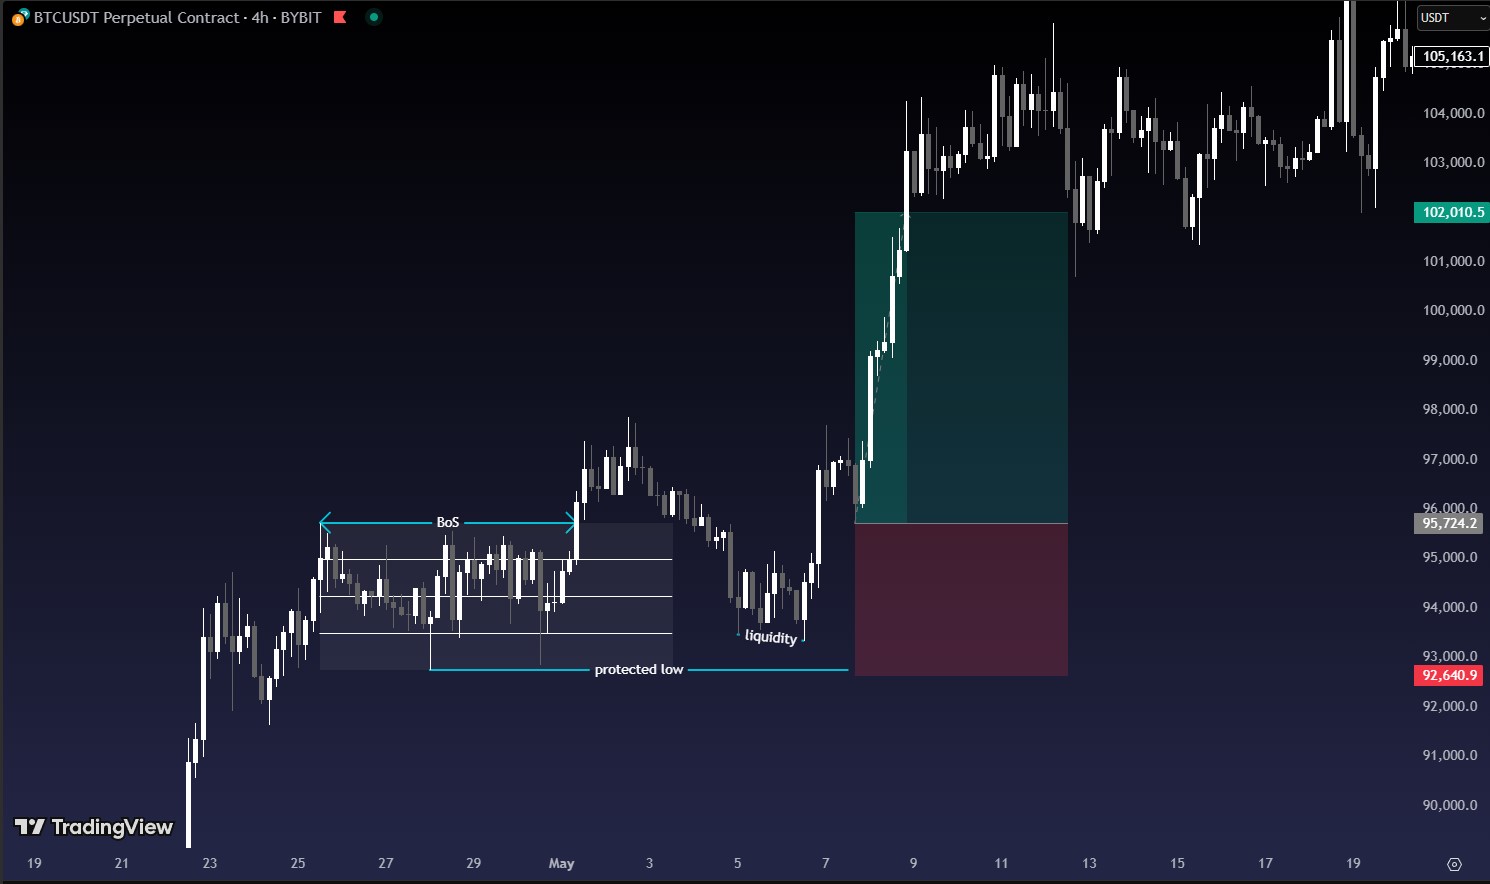 BTCUSDT Perpetual Contract · 4h · BYBIT
USDT
105,163.1
104,000.0
103,000.0
102,010.5
101,000.0
100,000.0
99,000.0
98,000.0
97,000.0
96,000.0
BoS
95,724.2
95,000.0
94,000.0
liquidity
93,000.0
protected low
92,640.9
92,000.0
91,000.0
90,000.0
TradingView
19 21 23 25 27 29 May 3 5 7 9 11 13 15 17 19